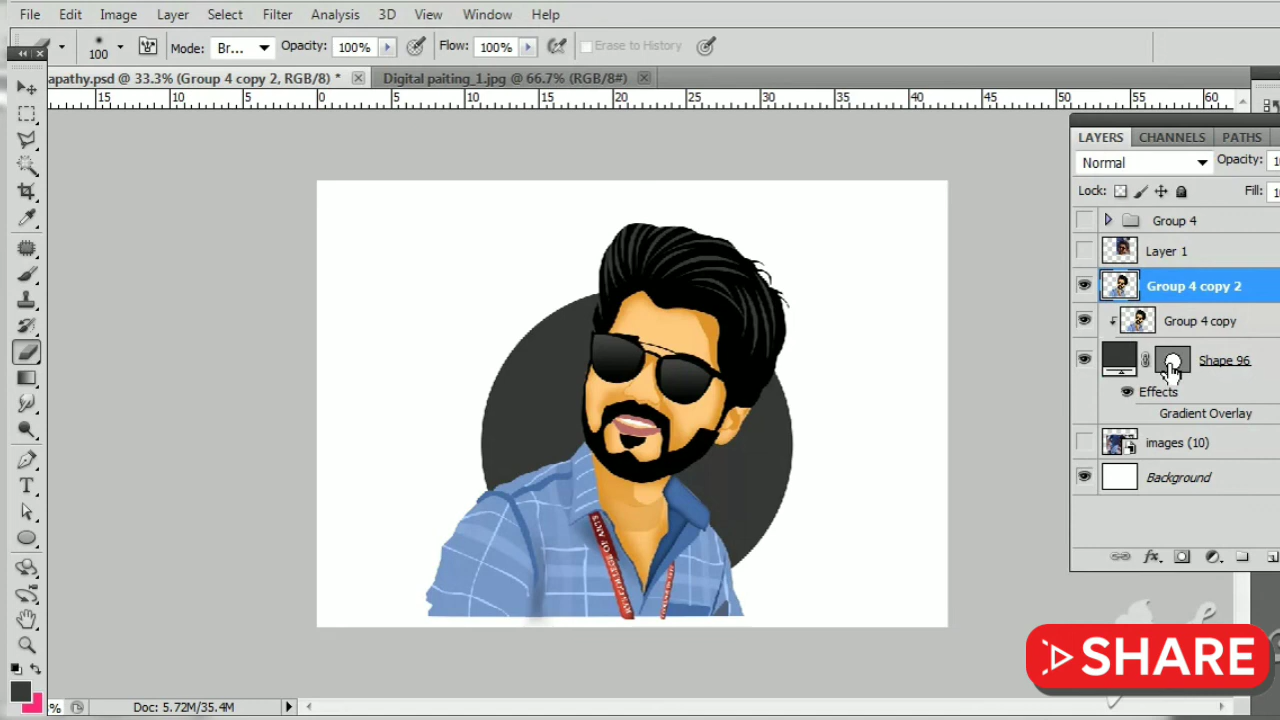 File Edit Image Layer Select Filter Analysis 3D View Window Help
100 Mode: Br... Opacity: 100% Flow: 100% Erase to History
apathy.psd @ 33.3% (Group 4 copy 2, RGB/8) * Digital paiting_1.jpg @ 66.7% (RGB/8#)
15 10 5 0 5 10 15 20 25 30 35 40 45 50 55 60
LAYERS CHANNELS PATHS
Normal Opacity:
Lock: Fill:
Group 4
Layer 1
Group 4 copy 2
Group 4 copy
Shape 96
Effects
Gradient Overlay
images (10)
Background
COLLEGE OF ARTS
SHARE
% Doc: 5.72M/35.4M